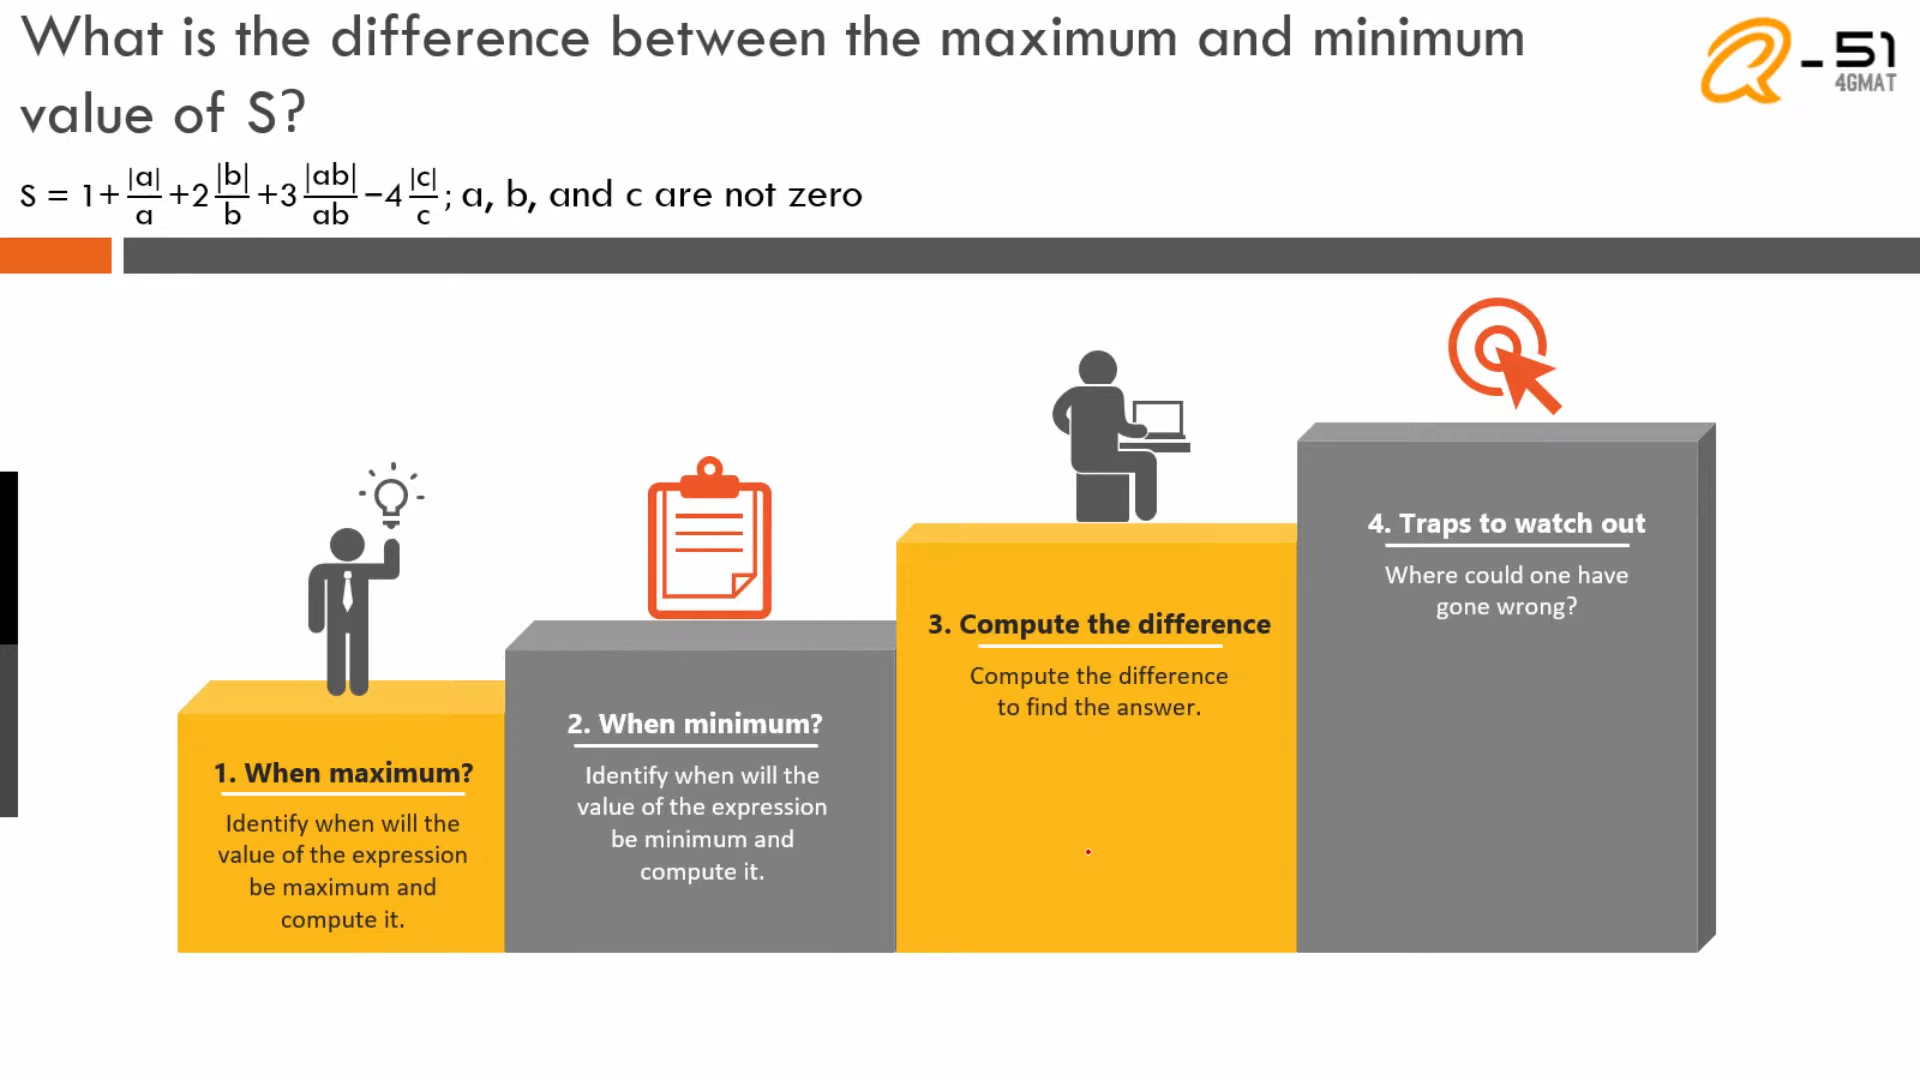 What is the difference between the maximum and minimum
value of S?
S = 1+|a|/a+2|b|/b+3|ab|/ab−4|c|/c; a, b, and c are not zero
Q-51
4GMAT
1. When maximum?
Identify when will the
value of the expression
be maximum and
compute it.
2. When minimum?
Identify when will the
value of the expression
be minimum and
compute it.
3. Compute the difference
Compute the difference
to find the answer.
4. Traps to watch out
Where could one have
gone wrong?